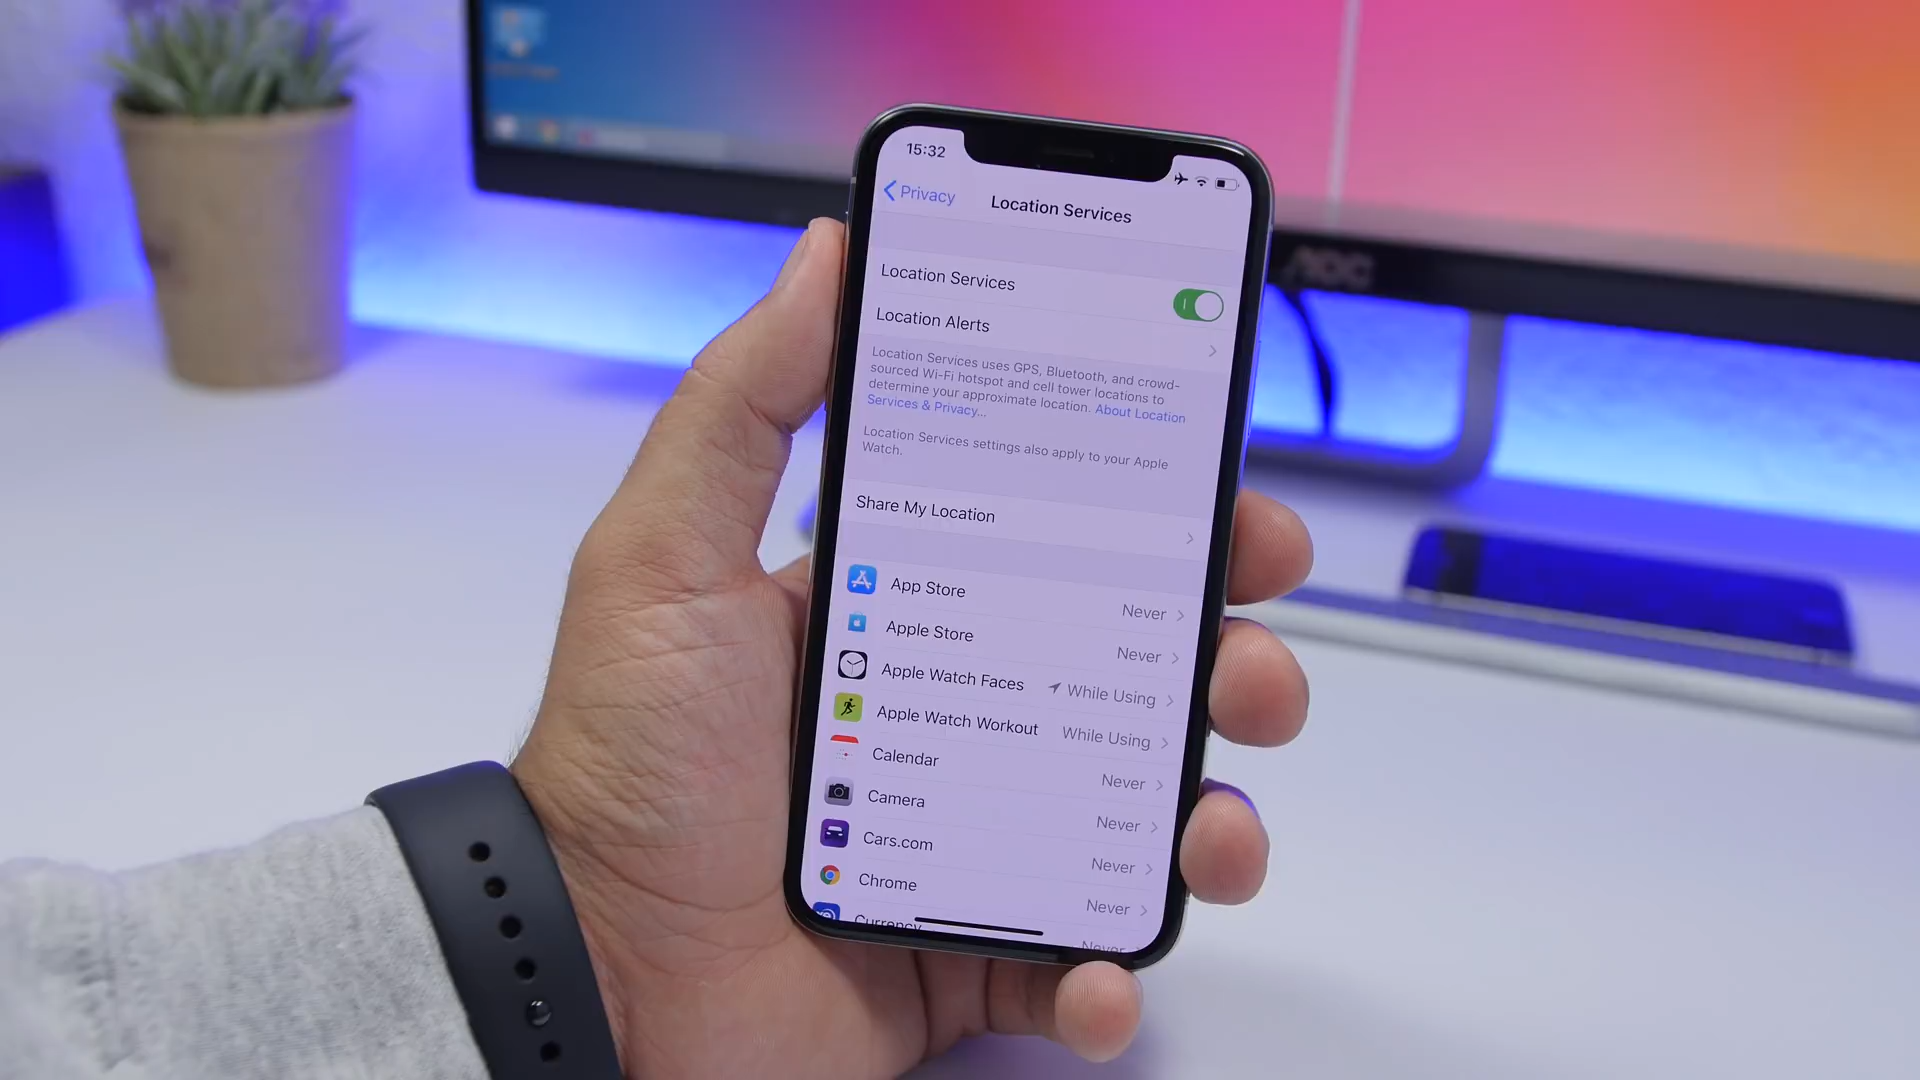 15:32
Privacy
Location Services
Location Services
Location Alerts
Location Services uses GPS, Bluetooth, and crowd-
sourced Wi-Fi hotspot and cell tower locations to
determine your approximate location. About Location
Services & Privacy...
Location Services settings also apply to your Apple
Watch.
Share My Location
App Store Never
Apple Store Never
Apple Watch Faces While Using
Apple Watch Workout While Using
Calendar Never
Camera Never
Cars.com Never
Chrome Never
Currency Never
AOC